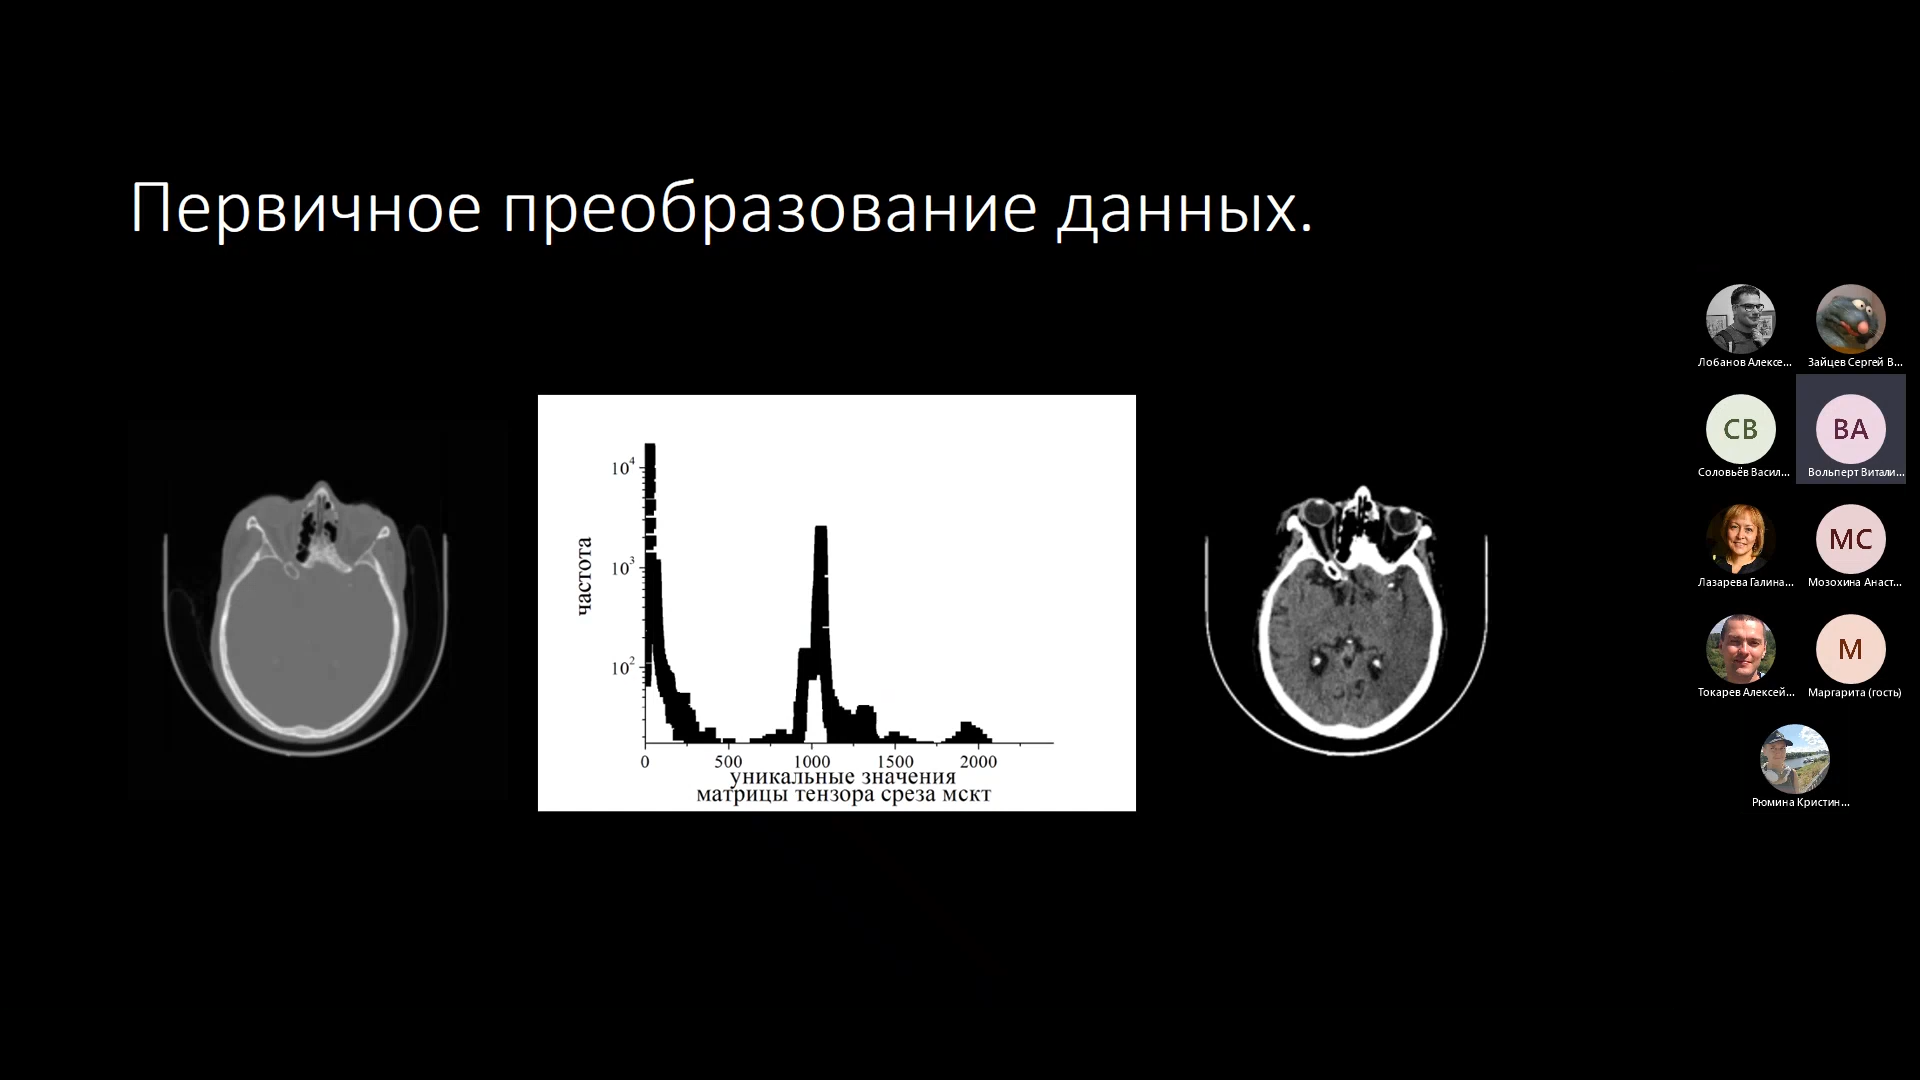 Первичное преобразование данных.
10⁴
10³
10²
частота
0 500 1000 1500 2000
уникальные значения
матрицы тензора среза мскт
Лобанов Алексе...
Зайцев Сергей В...
СВ
Соловьёв Васил...
ВА
Вольперт Витали...
Лазарева Галина...
МС
Мозохина Анаст...
Токарев Алексей...
М
Маргарита (гость)
Рюмина Кристин...